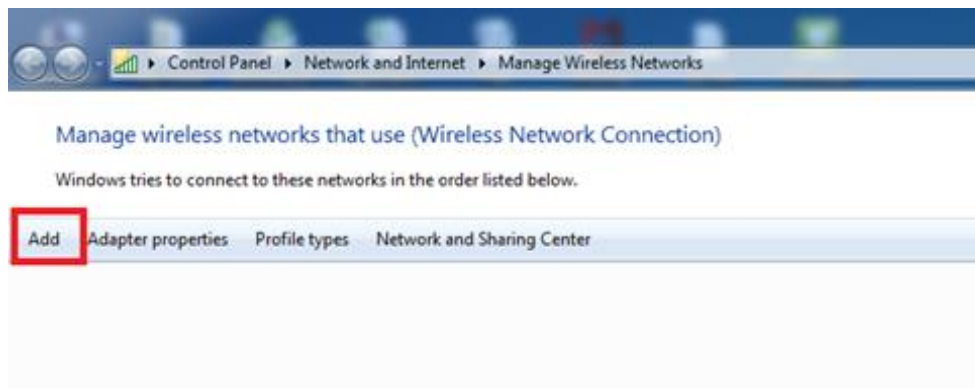 Control Panel ▸ Network and Internet ▸ Manage Wireless Networks
Manage wireless networks that use (Wireless Network Connection)
Windows tries to connect to these networks in the order listed below.
Add Adapter properties Profile types Network and Sharing Center